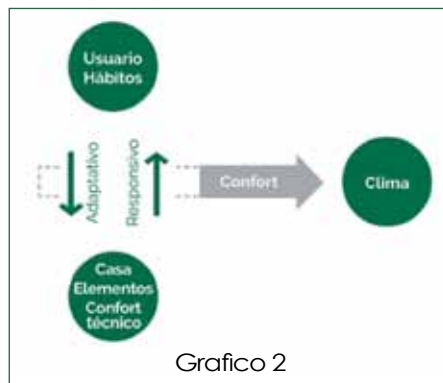 Usuario
Hábitos
Adaptativo
Responsivo
Confort
Clima
Casa
Elementos
Confort
técnico
Grafico 2